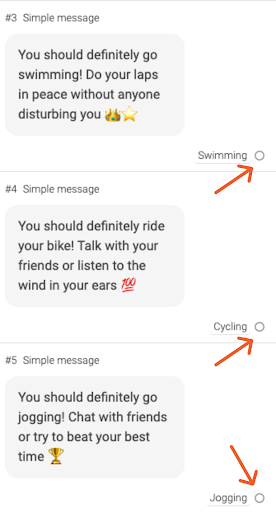 #3 Simple message
You should definitely go
swimming! Do your laps
in peace without anyone
disturbing you 👑⭐
Swimming
#4 Simple message
You should definitely ride
your bike! Talk with your
friends or listen to the
wind in your ears 💯
Cycling
#5 Simple message
You should definitely go
jogging! Chat with friends
or try to beat your best
time 🏆
Jogging